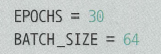 EPOCHS = 30
BATCH_SIZE = 64